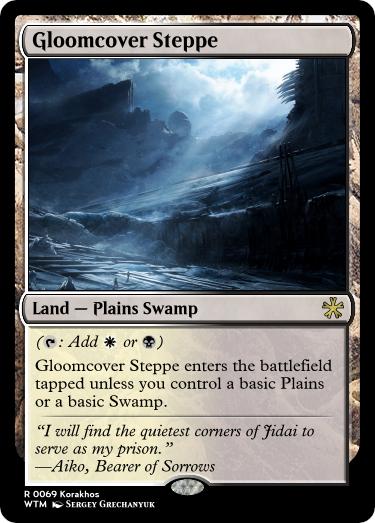 Gloomcover Steppe
Land — Plains Swamp
(: Add or )
Gloomcover Steppe enters the battlefield
tapped unless you control a basic Plains
or a basic Swamp.
“I will find the quietest corners of Jidai to
serve as my prison.”
—Aiko, Bearer of Sorrows
R 0069 Korakhos
WTM Sergey Grechanyuk